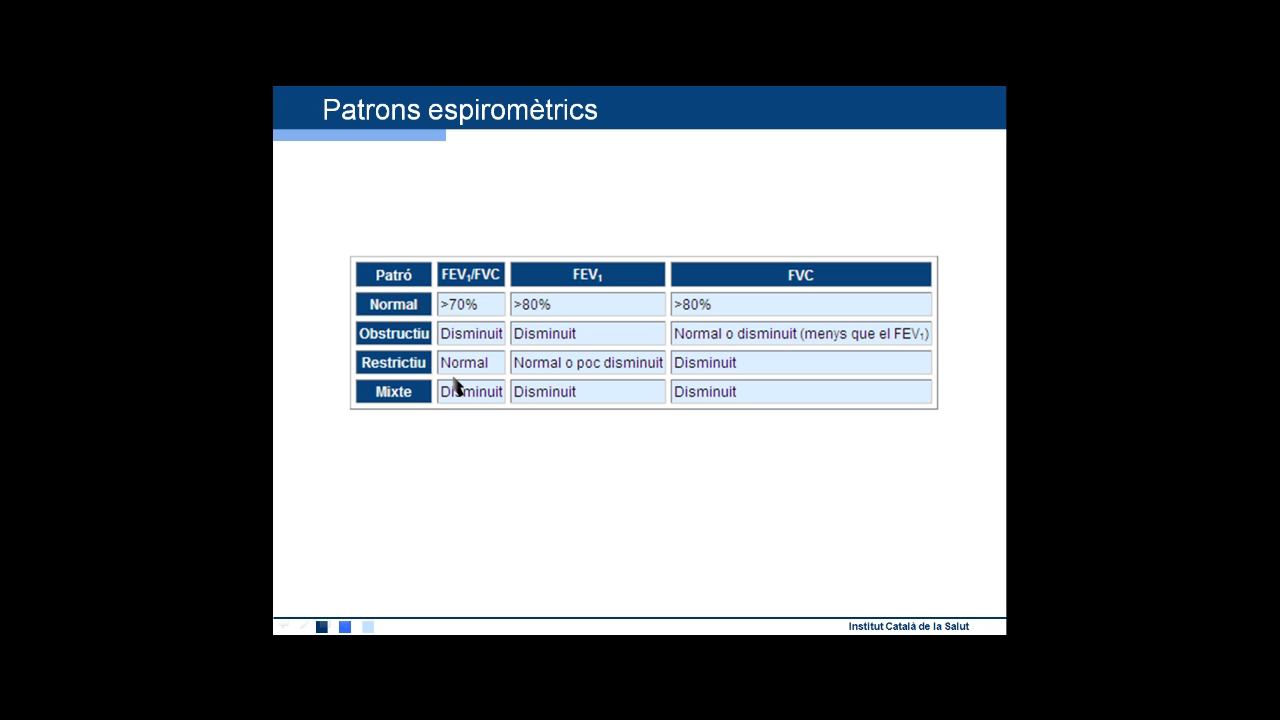 Patrons espiromètrics
Patró FEV₁/FVC FEV₁ FVC
Normal >70% >80% >80%
Obstructiu Disminuit Disminuit Normal o disminuit (menys que el FEV₁)
Restrictiu Normal Normal o poc disminuit Disminuit
Mixte Disminuit Disminuit Disminuit
Institut Català de la Salut